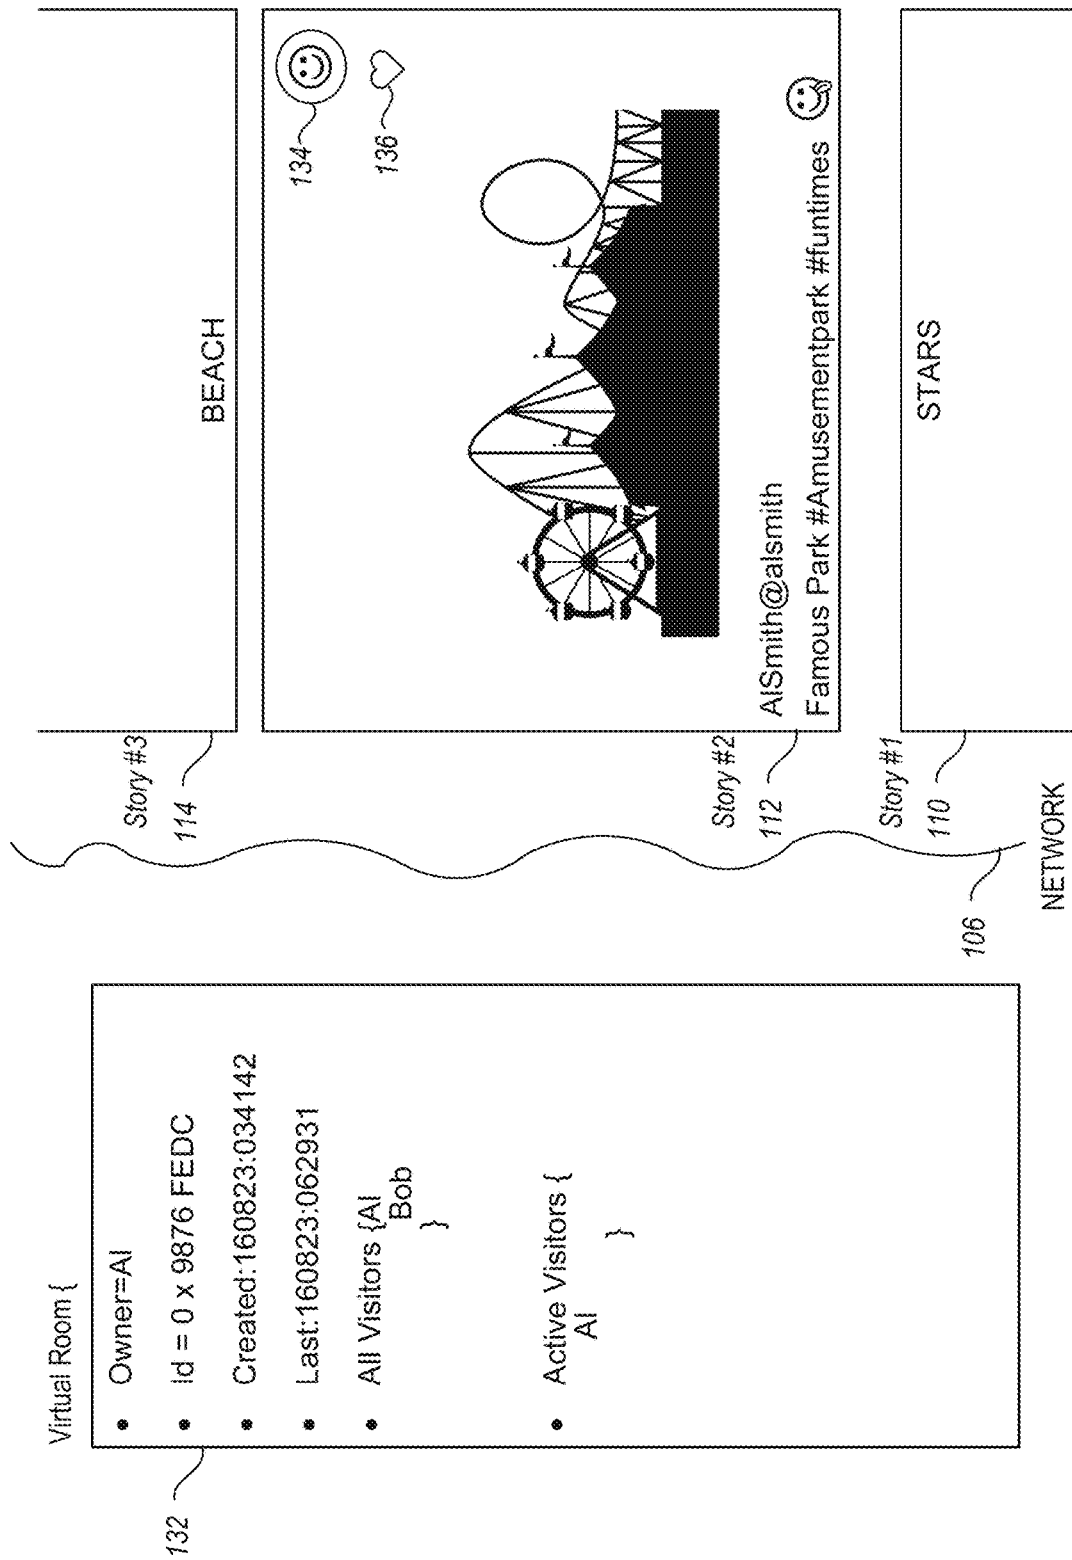 Virtual Room {
132
• Owner=Al
• Id = 0 x 9876 FEDC
• Created:160823:034142
• Last:160823:062931
• All Visitors {Al
Bob
}
• Active Visitors {
Al
}
106
NETWORK
Story #3
114
BEACH
Story #2
112
134
136
AlSmith@alsmith
Famous Park #Amusementpark #funtimes
Story #1
110
STARS